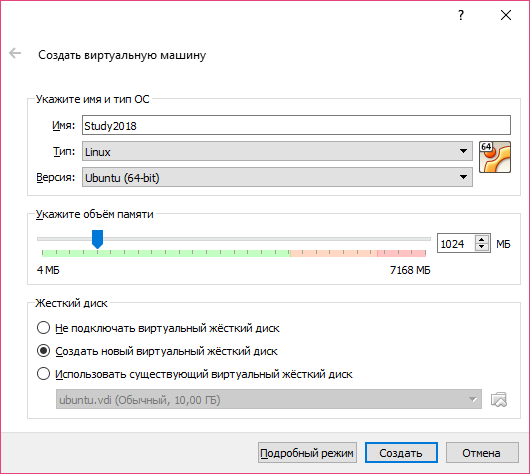 ?
Создать виртуальную машину
Укажите имя и тип ОС
Имя: Study2018
Тип: Linux
64
Версия: Ubuntu (64-bit)
Укажите объём памяти
1024 МБ
4 МБ 7168 МБ
Жесткий диск
Не подключать виртуальный жёсткий диск
Создать новый виртуальный жёсткий диск
Использовать существующий виртуальный жёсткий диск
ubuntu.vdi (Обычный, 10,00 ГБ)
Подробный режим Создать Отмена